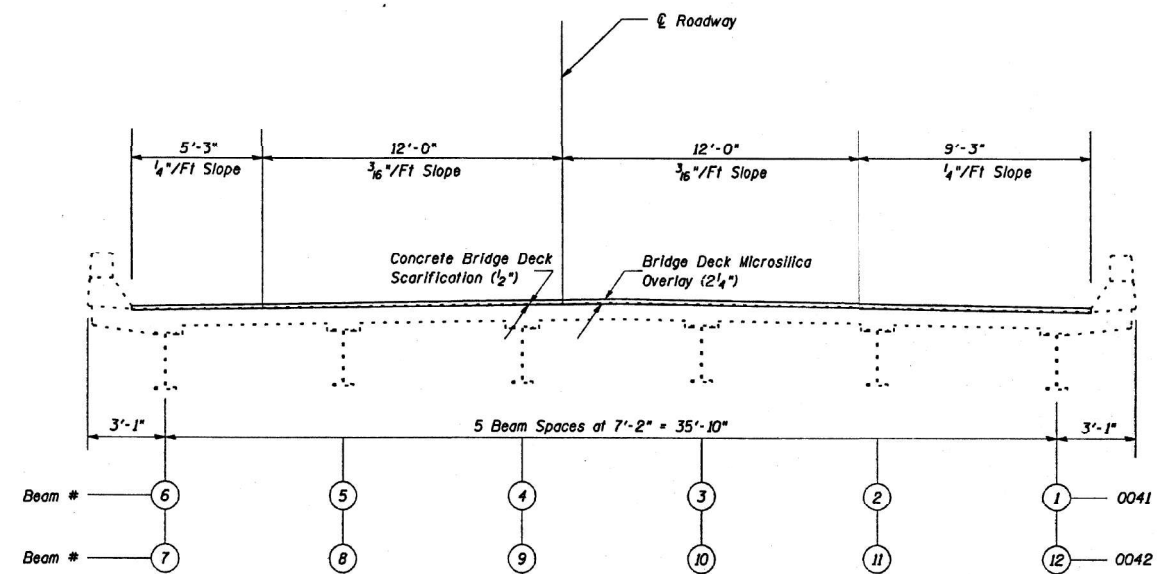 ℄ Roadway
5'-3" 12'-0" 12'-0" 9'-3"
1/4"/Ft Slope 3/16"/Ft Slope 3/16"/Ft Slope 1/4"/Ft Slope
Concrete Bridge Deck
Scarification (1/2")
Bridge Deck Microsilica
Overlay (2 1/4")
3'-1" 5 Beam Spaces at 7'-2" = 35'-10" 3'-1"
Beam # 6 5 4 3 2 1 0041
Beam # 7 8 9 10 11 12 0042